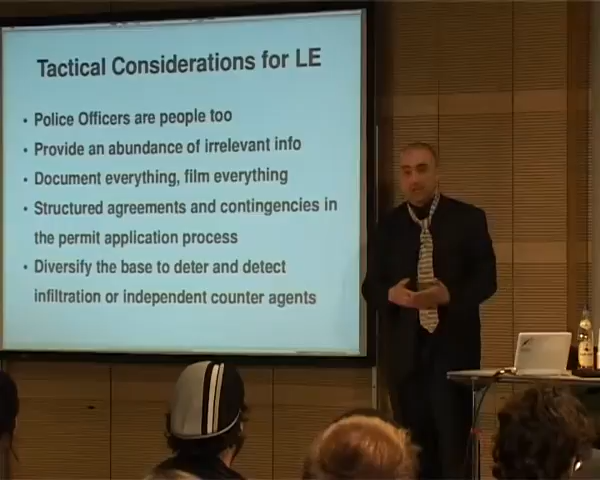 Tactical Considerations for LE
• Police Officers are people too
• Provide an abundance of irrelevant info
• Document everything, film everything
• Structured agreements and contingencies in
the permit application process
• Diversify the base to deter and detect
infiltration or independent counter agents